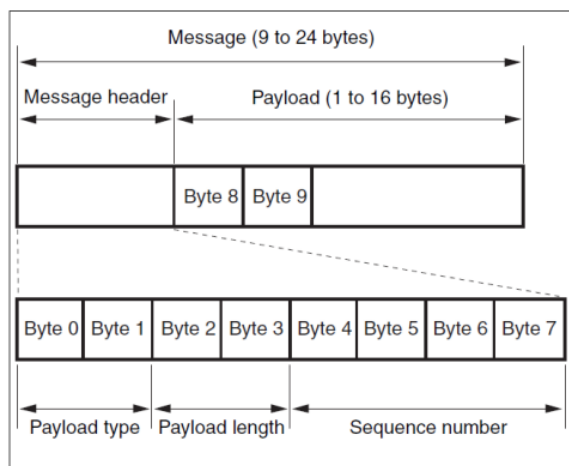 Message (9 to 24 bytes)
Message header Payload (1 to 16 bytes)
Byte 8 Byte 9
Byte 0 Byte 1 Byte 2 Byte 3 Byte 4 Byte 5 Byte 6 Byte 7
Payload type Payload length Sequence number